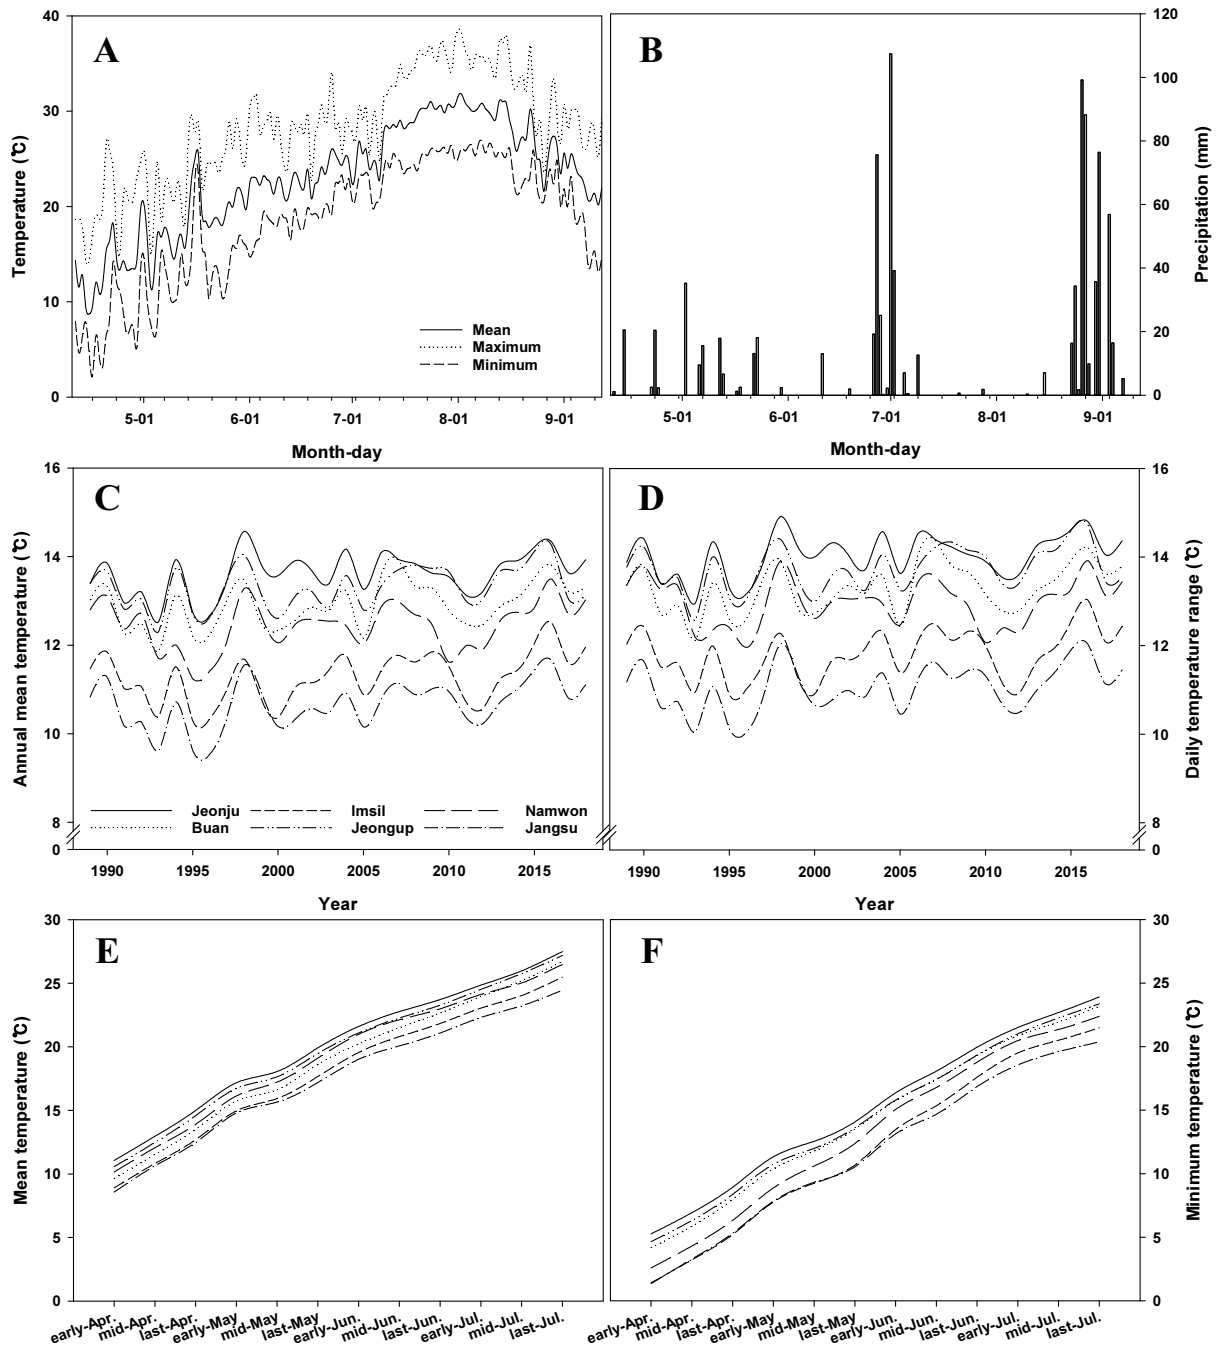 A
40
30
20
10
0
Temperature (℃)
Mean
Maximum
Minimum
5-01
6-01
7-01
8-01
9-01
Month-day
B
120
100
80
60
40
20
0
Precipitation (mm)
5-01
6-01
7-01
8-01
9-01
Month-day
C
16
14
12
10
8
0
Annual mean temperature (℃)
Jeonju
Imsil
Namwon
Buan
Jeongup
Jangsu
1990
1995
2000
2005
2010
2015
Year
D
16
14
12
10
8
0
Daily temperature range (℃)
1990
1995
2000
2005
2010
2015
Year
E
30
25
20
15
10
5
0
Mean temperature (℃)
early-Apr.
mid-Apr.
last-Apr.
early-May
mid-May
last-May
early-Jun.
mid-Jun.
last-Jun.
early-Jul.
mid-Jul.
last-Jul.
F
30
25
20
15
10
5
0
Minimum temperature (℃)
early-Apr.
mid-Apr.
last-Apr.
early-May
mid-May
last-May
early-Jun.
mid-Jun.
last-Jun.
early-Jul.
mid-Jul.
last-Jul.